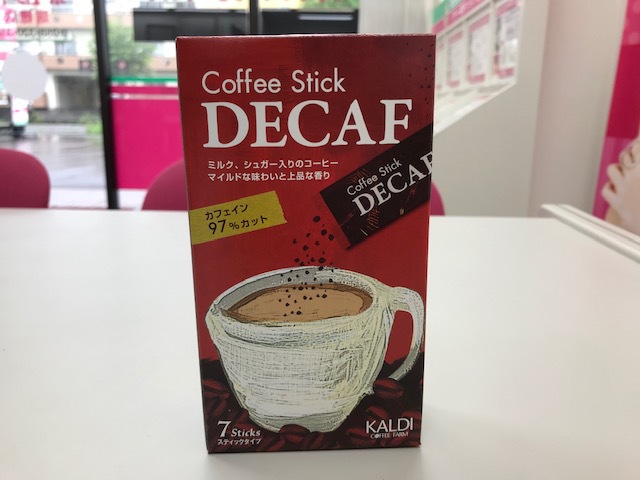 Coffee Stick
DECAF
ミルク、シュガー入りのコーヒー
マイルドな味わいと上品な香り
Coffee Stick
DECAF
カフェイン
97%カット
7 Sticks
スティックタイプ
KALDI
COFFEE FARM